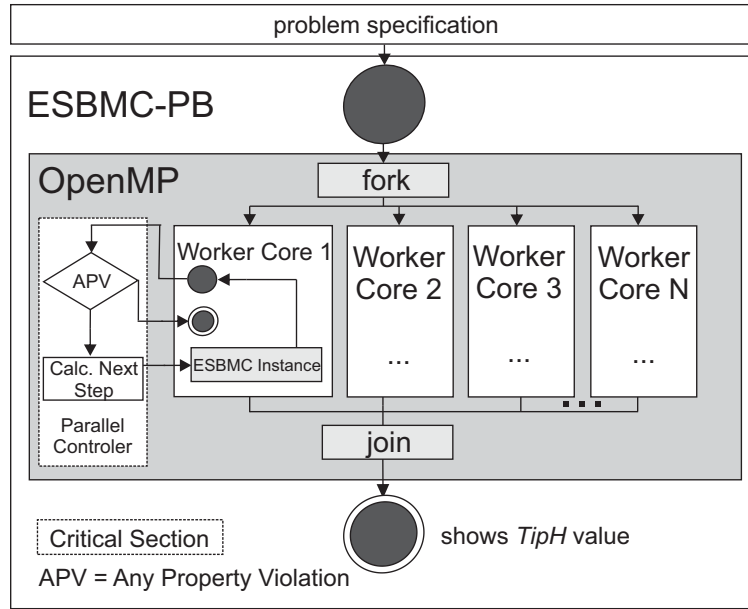 problem specification
ESBMC-PB
OpenMP
fork
Worker Core 1
Worker
Core 2
...
Worker
Core 3
...
Worker
Core N
...
APV
Calc. Next
Step
ESBMC Instance
Parallel
Controler
join
shows TipH value
Critical Section
APV = Any Property Violation